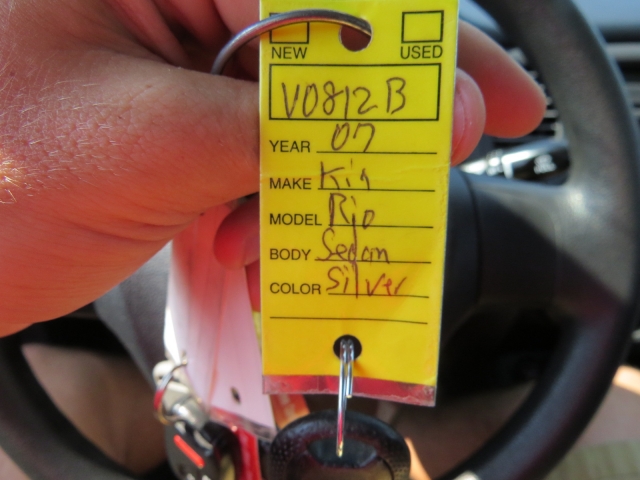 NEW USED
V0812B
YEAR 07
MAKE Kia
MODEL Rio
BODY Sedan
COLOR Silver